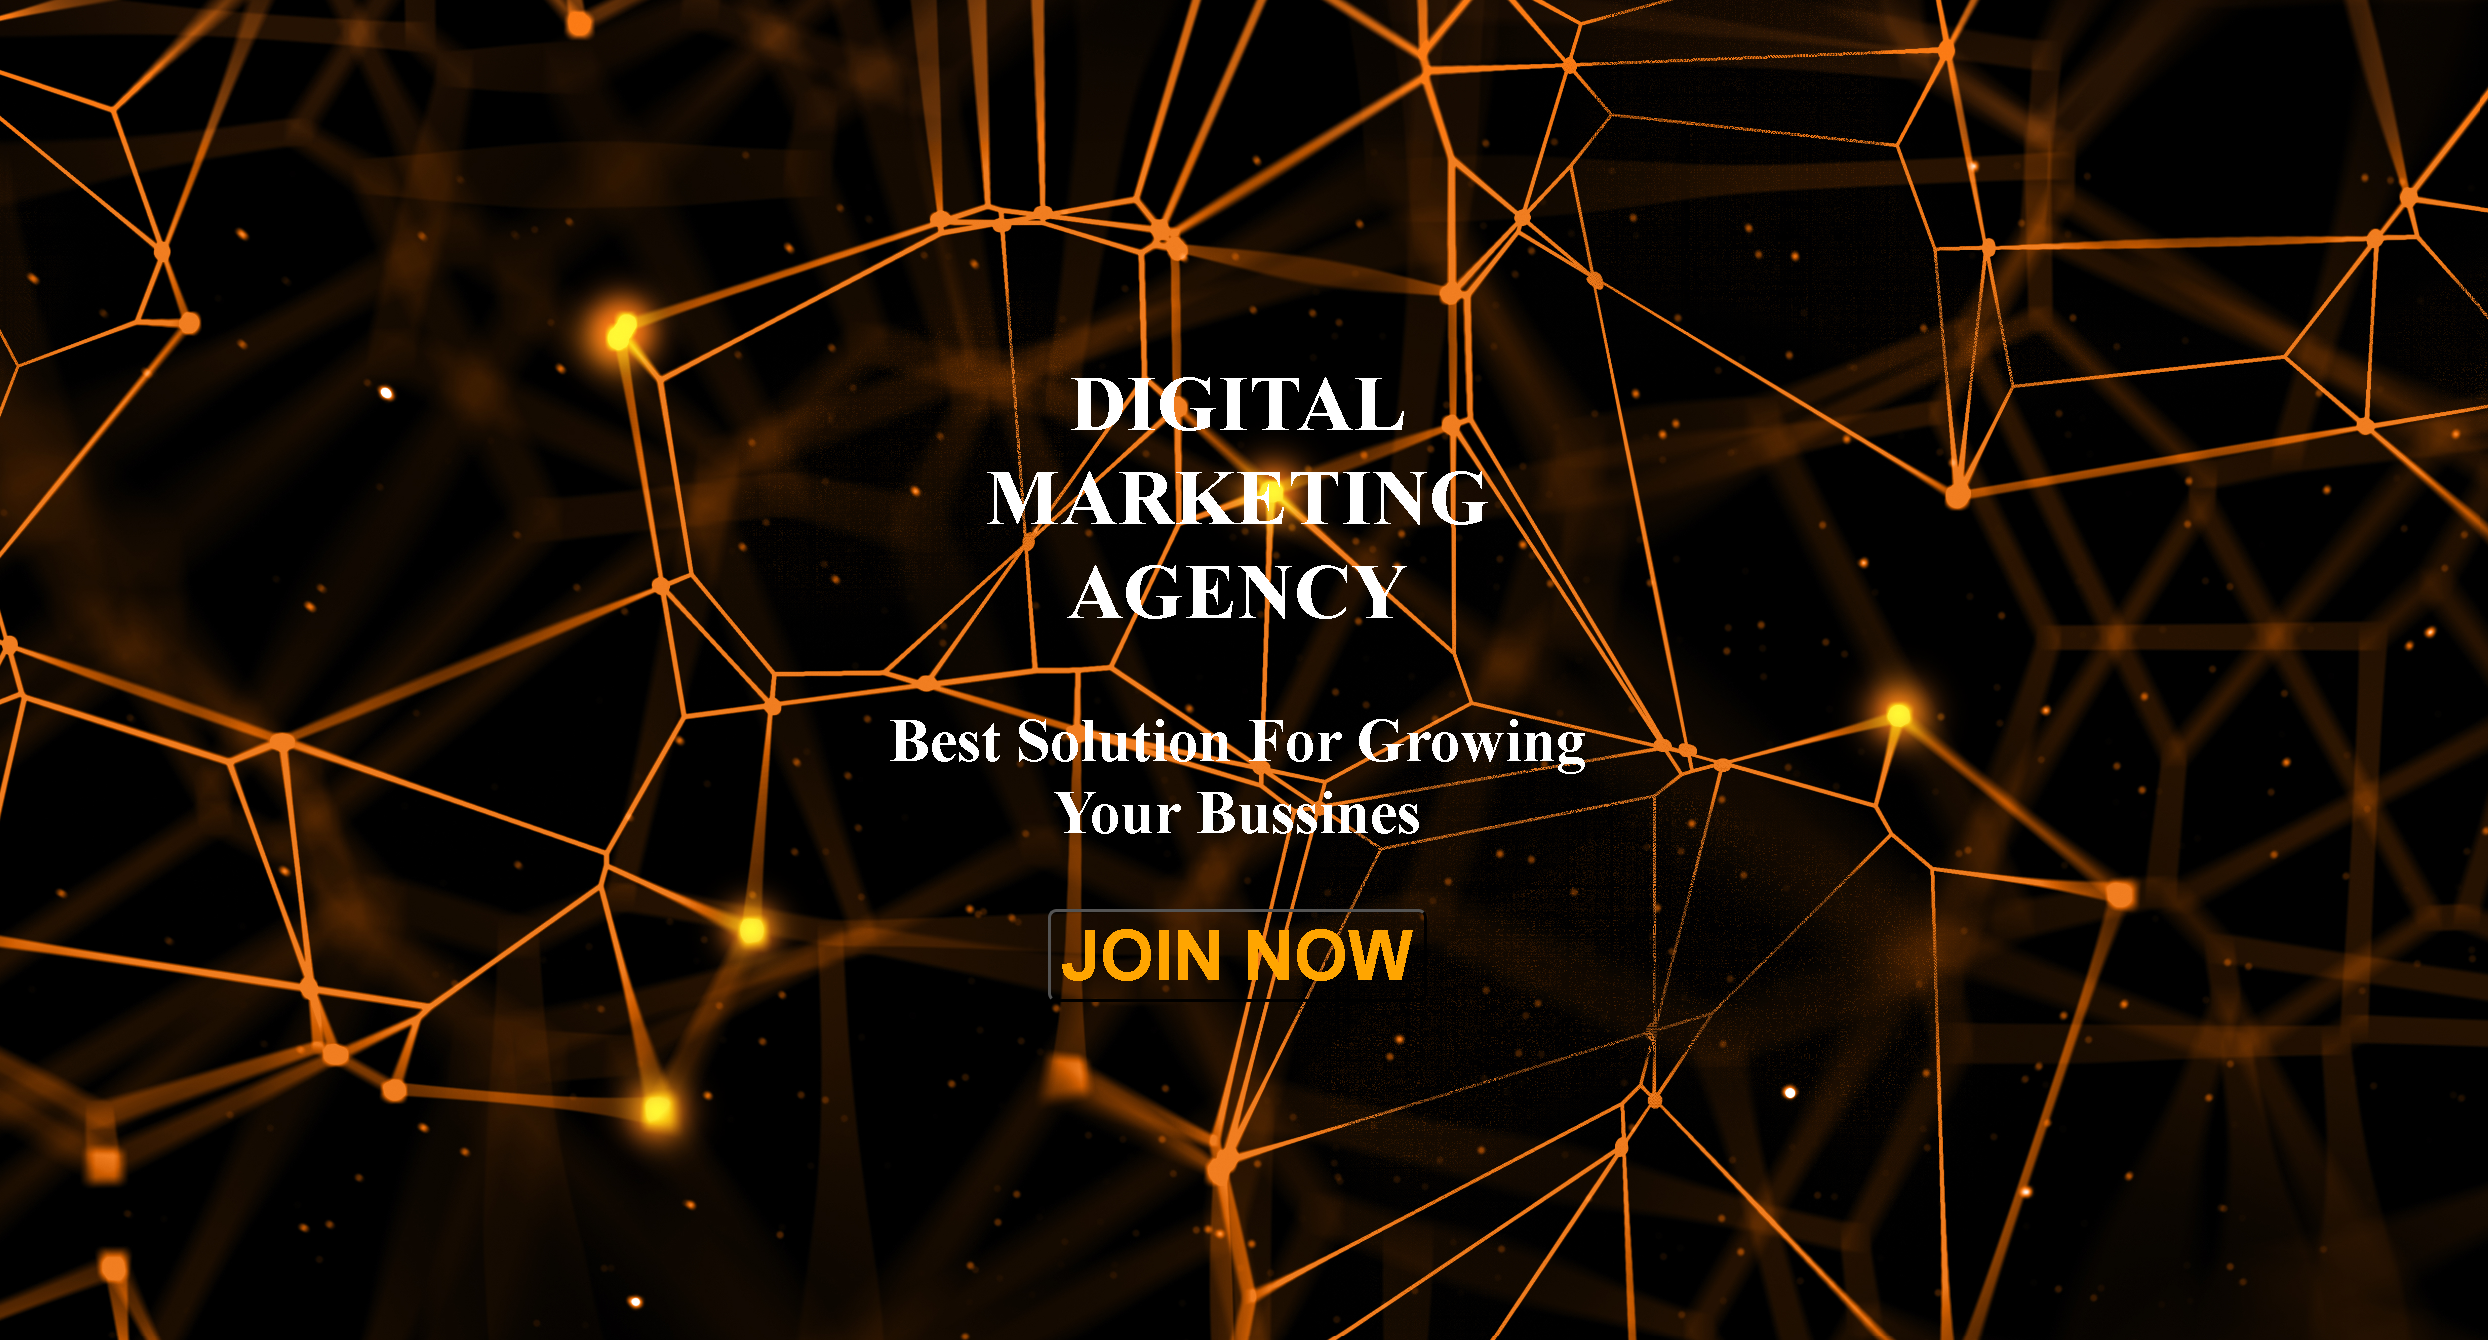 DIGITAL
MARKETING
AGENCY
Best Solution For Growing
Your Bussines
JOIN NOW